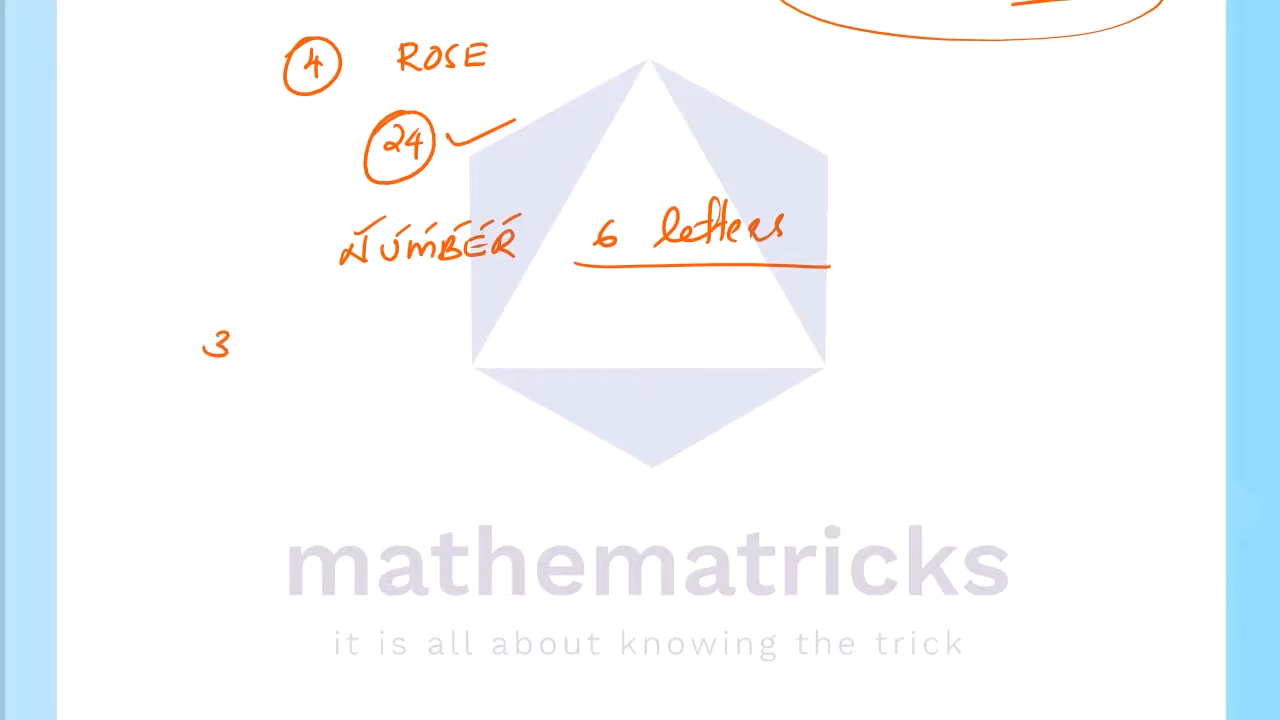 4 ROSE
24
NUMBER 6 letters
3
mathematricks
it is all about knowing the trick